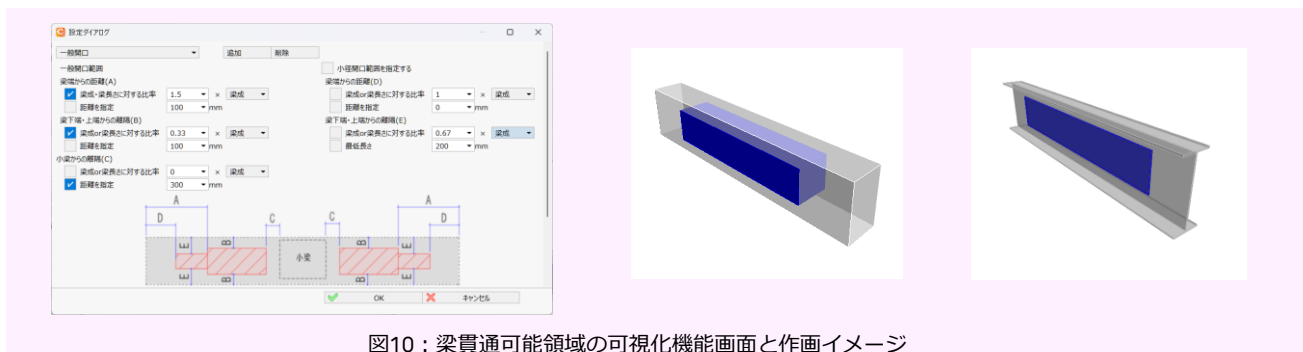 設定ダイアログ
一般開口 追加 削除
一般開口範囲 小径開口範囲を指定する
梁端からの距離(A) 梁端からの距離(D)
梁成・梁長さに対する比率 1.5 × 梁成 梁成or梁長さに対する比率 1 × 梁成
距離を指定 100 mm 距離を指定 0 mm
梁下端・上端からの離隔(B) 梁下端・上端からの離隔(E)
梁成or梁長さに対する比率 0.33 × 梁成 梁成or梁長さに対する比率 0.67 × 梁成
距離を指定 100 mm 最低長さ 200 mm
小梁からの離隔(C)
梁成or梁長さに対する比率 0 × 梁成
距離を指定 300 mm
A A
D C C D
E B B E
小梁
E B B E
OK キャンセル
図10：梁貫通可能領域の可視化機能画面と作画イメージ